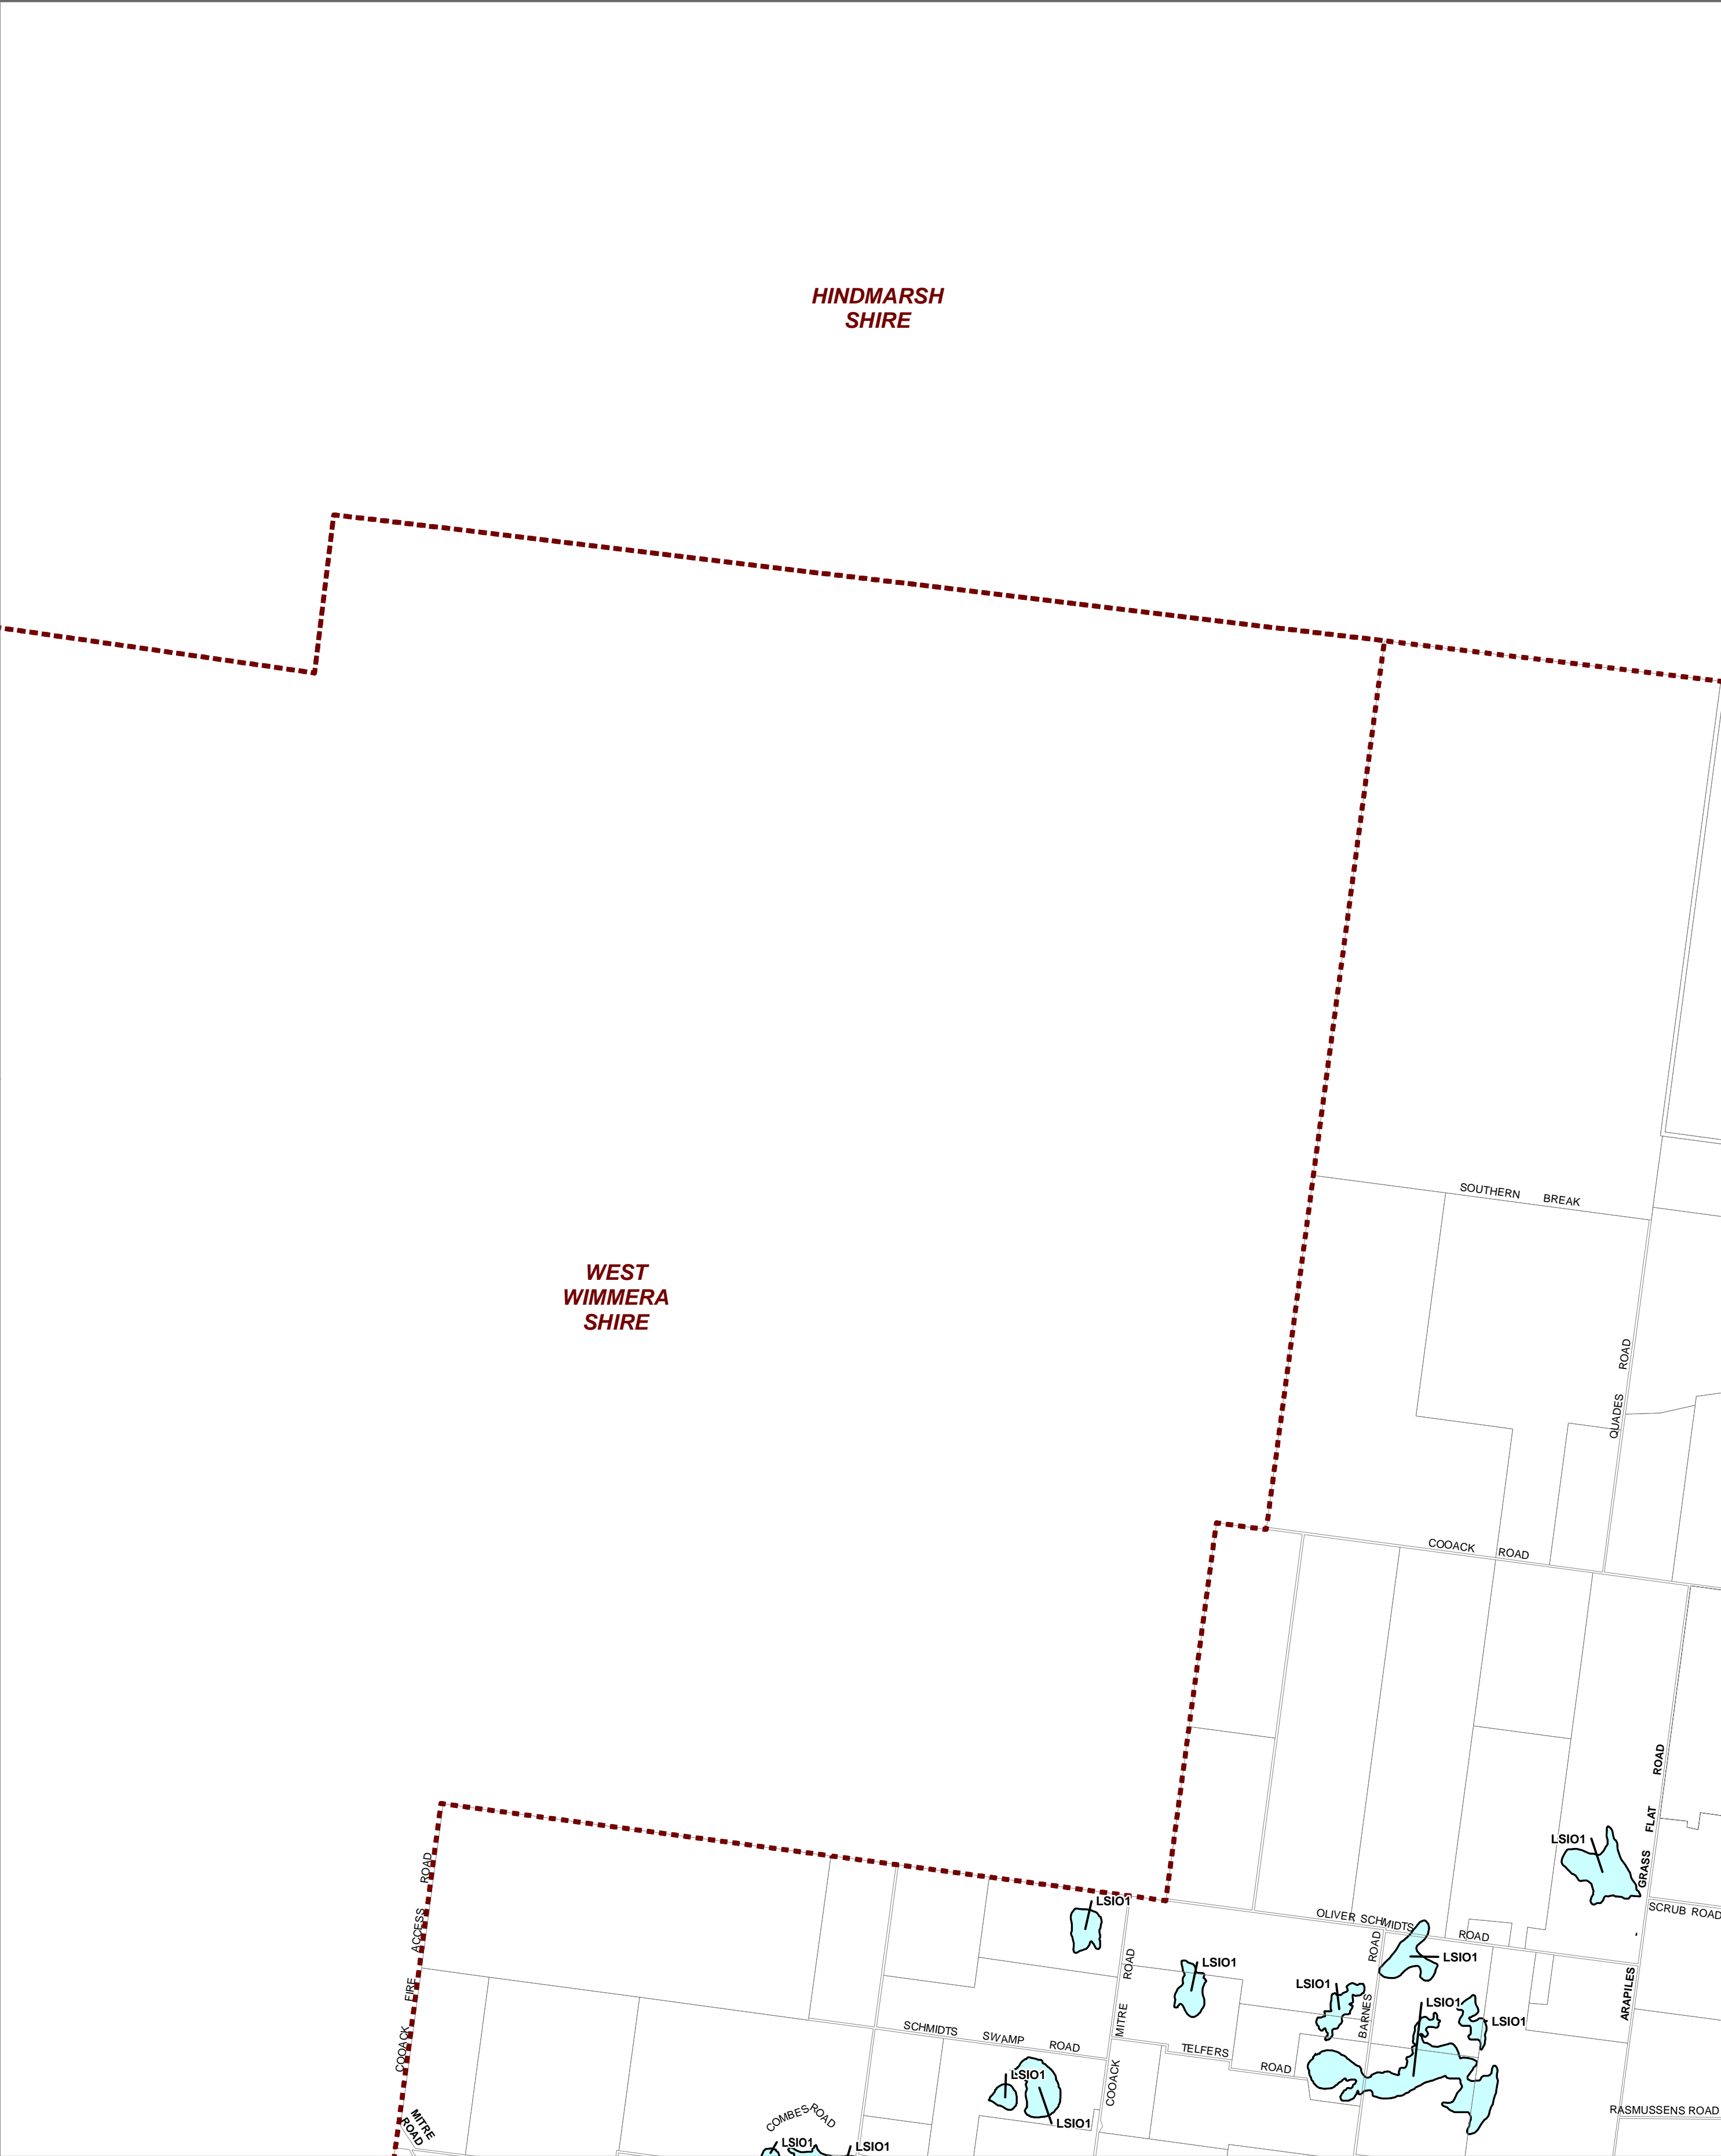 HINDMARSH
SHIRE
SOUTHERN BREAK
WEST
WIMMERA
SHIRE
QUADES ROAD
COOACK ROAD
GRASS FLAT ROAD
LSIO1
COOACK FIRE ACCESS ROAD
LSIO1
SCRUB ROAD
OLIVER SCHMIDTS ROAD
LSIO1
LSIO1
LSIO1
ARAPILES
BARNES ROAD
LSIO1
LSIO1
COOACK MITRE ROAD
SCHMIDTS SWAMP ROAD
TELFERS ROAD
LSIO1
LSIO1
RASMUSSENS ROAD
COMBES ROAD
MITRE
ROAD
LSIO1
LSIO1